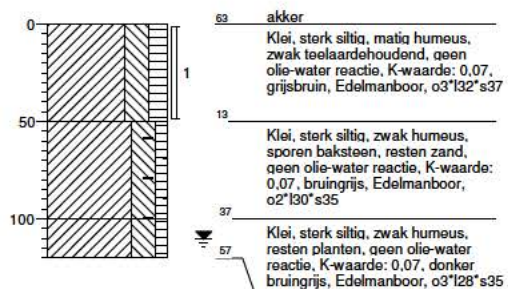 0
63 akker
Klei, sterk siltig, matig humeus,
zwak teelaardehoudend, geen
olie-water reactie, K-waarde: 0,07,
grijsbruin, Edelmanboor, o3*l32*s37
1
50
13
Klei, sterk siltig, zwak humeus,
sporen baksteen, resten zand,
geen olie-water reactie, K-waarde:
0,07, bruingrijs, Edelmanboor,
o2*l30*s35
100
37
Klei, sterk siltig, zwak humeus,
resten planten, geen olie-water
reactie, K-waarde: 0,07, donker
bruingrijs, Edelmanboor, o3*l28*s35
57